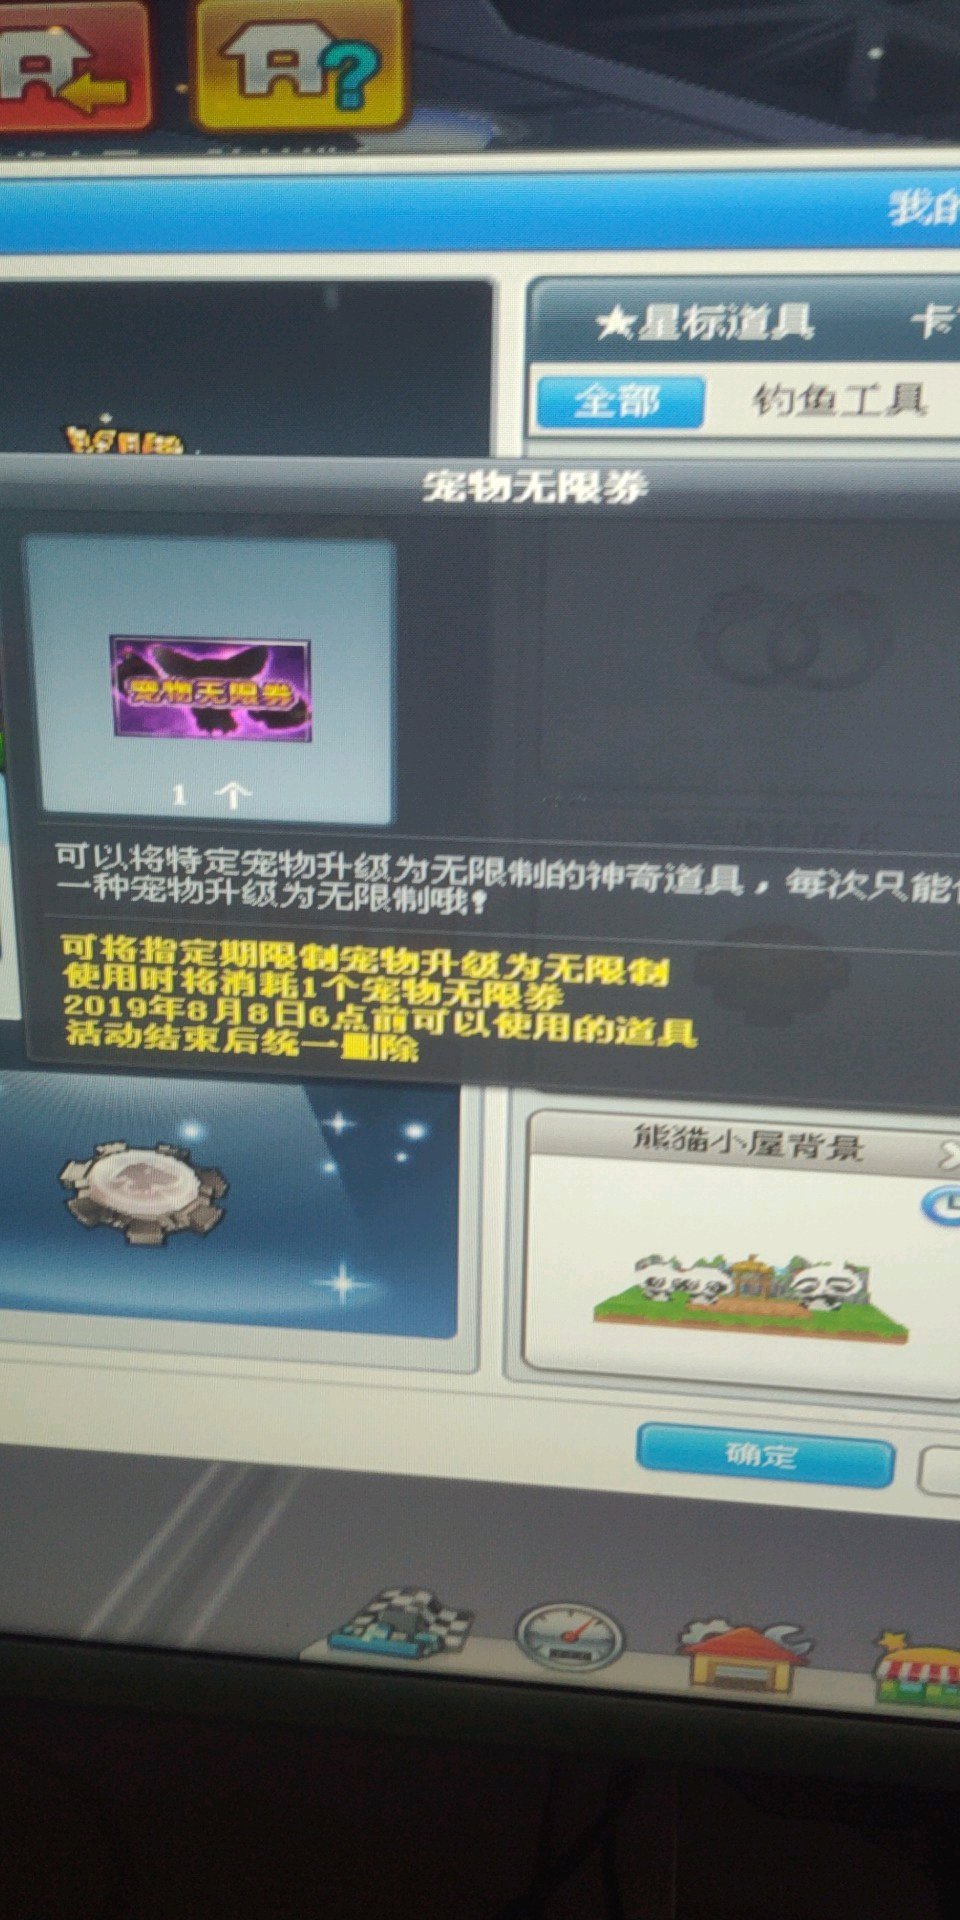 我的
★星标道具
卡
全部
钓鱼工具
宠物无限券
宠物无限券
1 个
可以将特定宠物升级为无限制的神奇道具，每次只能
一种宠物升级为无限制哦！
可将指定期限制宠物升级为无限制
使用时将消耗1个宠物无限券
2019年8月8日6点前可以使用的道具
活动结束后统一删除
熊猫小屋背景
确定